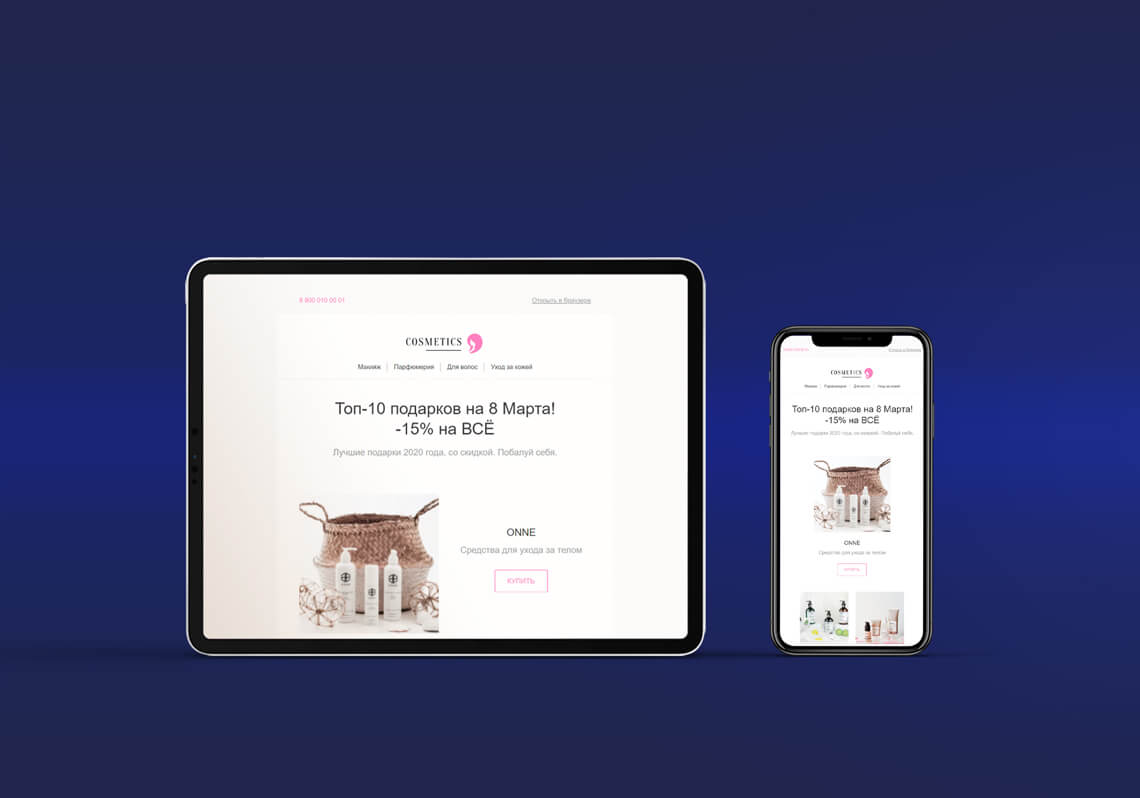 8 800 010 00 01
Открыть в браузере
COSMETICS
Макияж | Парфюмерия | Для волос | Уход за кожей
Топ-10 подарков на 8 Марта!
-15% на ВСЁ
Лучшие подарки 2020 года, со скидкой. Побалуй себя.
ONNE
Средства для ухода за телом
КУПИТЬ
Открыть в браузере
COSMETICS
Макияж | Парфюмерия | Для волос | Уход за кожей
Топ-10 подарков на 8 Марта!
-15% на ВСЁ
Лучшие подарки 2020 года, со скидкой. Побалуй себя.
ONNE
Средства для ухода за телом
КУПИТЬ